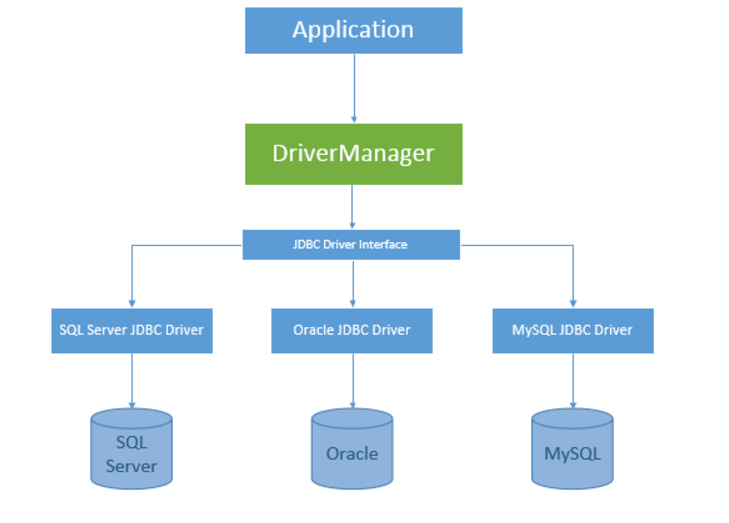 Application
DriverManager
JDBC Driver Interface
SQL Server JDBC Driver
Oracle JDBC Driver
MySQL JDBC Driver
SQL
Server
Oracle
MySQL